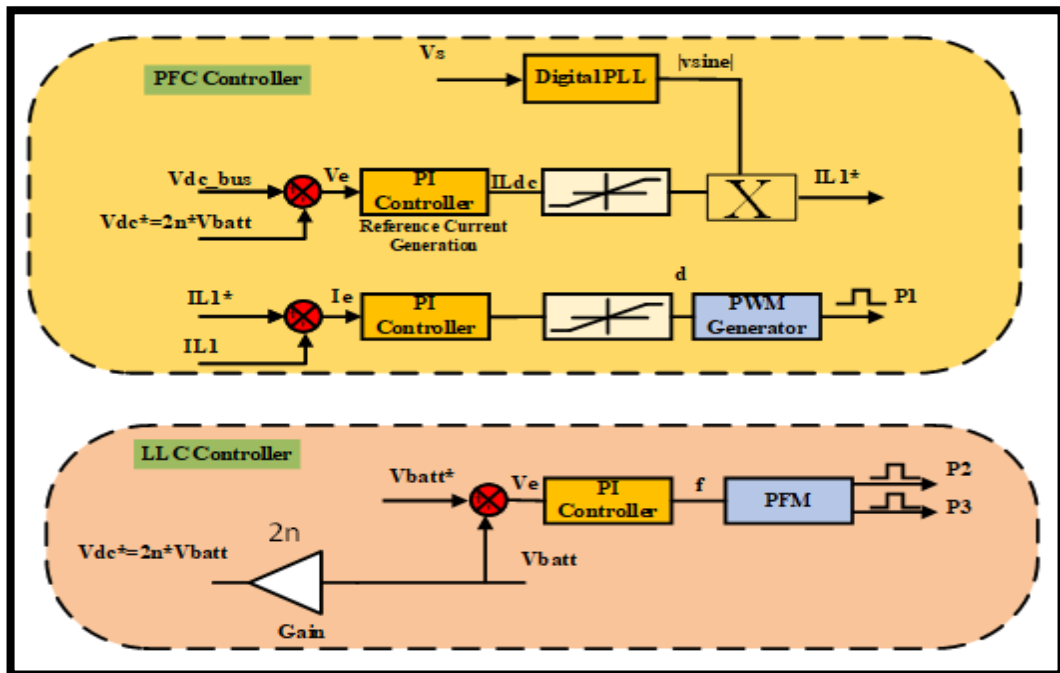 Vs
|vsine|
PFC Controller
Digital PLL
Vdc_bus
Ve
PI
Controller
ILdc
X
IL1*
Vdc*=2n*Vbatt
Reference Current
Generation
d
IL1*
Ie
PI
Controller
PWM
Generator
P1
IL1
LLC Controller
Vbatt*
Ve
PI
Controller
f
PFM
P2
P3
2n
Vdc*=2n*Vbatt
Vbatt
Gain